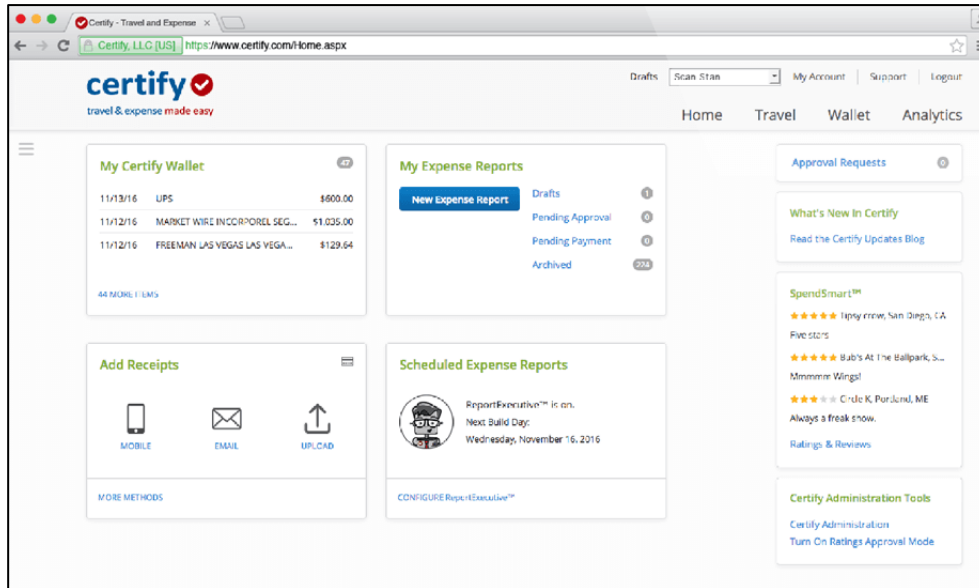 Certify - Travel and Expense ×
Certify, LLC [US] https://www.certify.com/Home.aspx
certify
travel & expense made easy
Drafts Scan Stan My Account Support Logout
Home Travel Wallet Analytics
My Certify Wallet 47
11/13/16 UPS $600.00
11/12/16 MARKET WIRE INCORPOREL SEG... $1,035.00
11/12/16 FREEMAN LAS VEGAS LAS VEGA... $129.64
44 MORE ITEMS
My Expense Reports
New Expense Report
Drafts 1
Pending Approval 0
Pending Payment 0
Archived 224
Approval Requests 0
What's New In Certify
Read the Certify Updates Blog
SpendSmart™
Tipsy crow, San Diego, CA
Five stars
Bub's At The Ballpark, S...
Mmmmm Wings!
Circle K, Portland, ME
Always a freak show.
Ratings & Reviews
Add Receipts
MOBILE EMAIL UPLOAD
MORE METHODS
Scheduled Expense Reports
ReportExecutive™ is on.
Next Build Day:
Wednesday, November 16, 2016
CONFIGURE ReportExecutive™
Certify Administration Tools
Certify Administration
Turn On Ratings Approval Mode